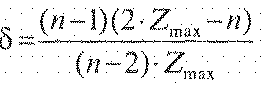 δ = (n−1)(2·Z_max −n) / (n−2)·Z_max